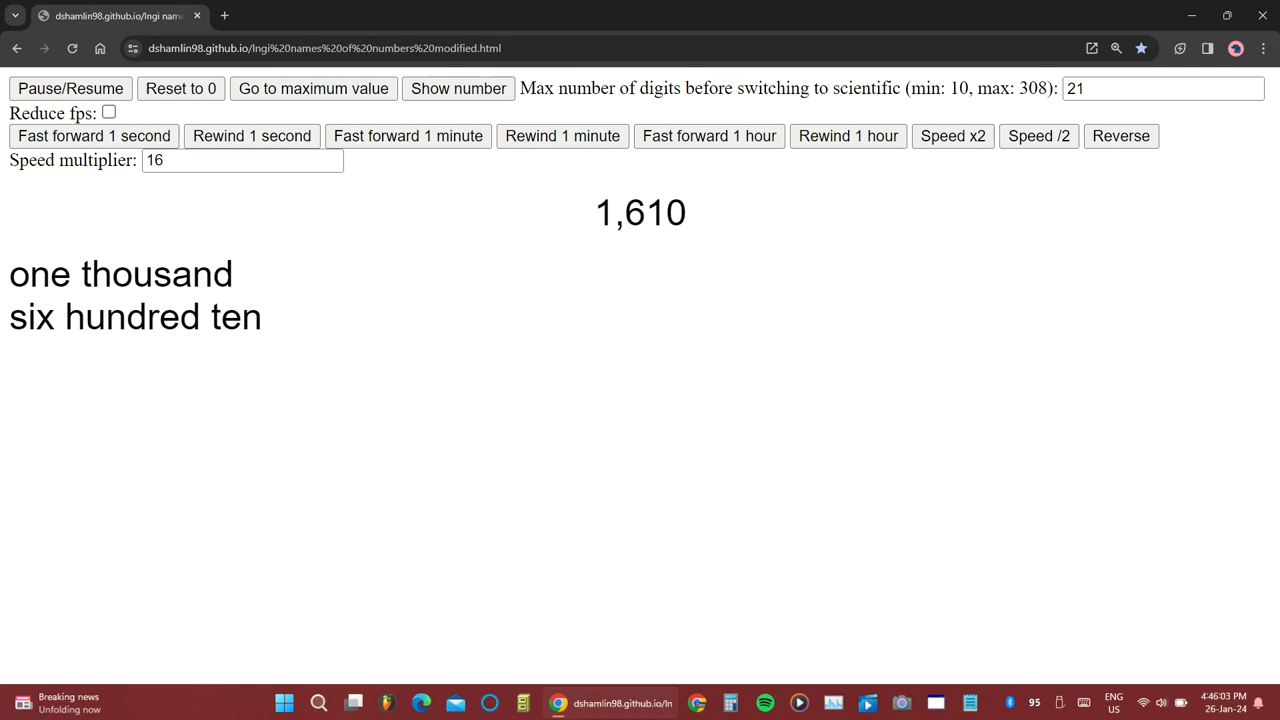 dshamlin98.github.io/Ingi name
dshamlin98.github.io/Ingi%20names%20of%20numbers%20modified.html
Pause/Resume Reset to 0 Go to maximum value Show number Max number of digits before switching to scientific (min: 10, max: 308): 21
Reduce fps:
Fast forward 1 second Rewind 1 second Fast forward 1 minute Rewind 1 minute Fast forward 1 hour Rewind 1 hour Speed x2 Speed /2 Reverse
Speed multiplier: 16
1,610
one thousand
six hundred ten
Breaking news
Unfolding now
dshamlin98.github.io/In
95
ENG
US
4:46:03 PM
26-Jan-24